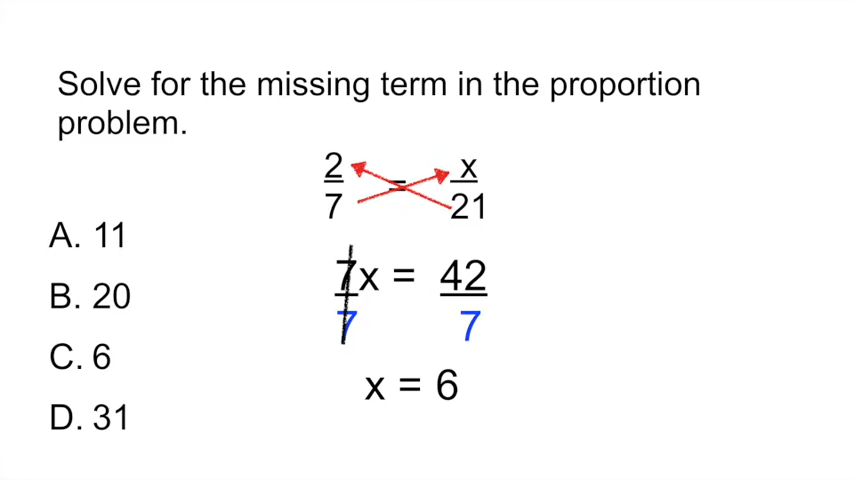 Solve for the missing term in the proportion
problem.
2 = x
7 21
A. 11
B. 20
C. 6
D. 31
7x = 42
7 7
x = 6